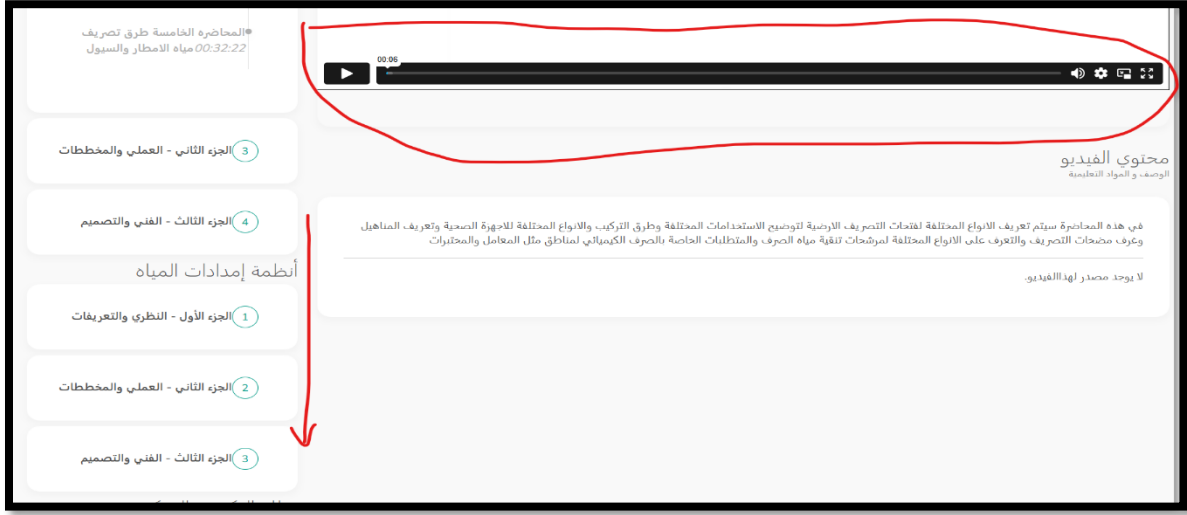 المحاضره الخامسة طرق تصريف
مياه الامطار والسيول 00:32:22
00:06
3 الجزء الثاني - العملي والمخططات
4 الجزء الثالث - الفني والتصميم
أنظمة إمدادات المياه
1 الجزء الأول - النظري والتعريفات
2 الجزء الثاني - العملي والمخططات
3 الجزء الثالث - الفني والتصميم
محتوي الفيديو
الوصف و المواد التعليمية
في هذه المحاضرة سيتم تعريف الانواع المختلفة لفتحات التصريف الارضية لتوضيح الاستخدامات المختلفة وطرق التركيب والانواع المختلفة للاجهزة الصحية وتعريف المناهيل
وغرف مضخات التصريف والتعرف على الانواع المختلفة لمرشحات تنقية مياه الصرف والمتطلبات الخاصة بالصرف الكيميائي لمناطق مثل المعامل والمختبرات
لا يوجد مصدر لهذاالفيديو.